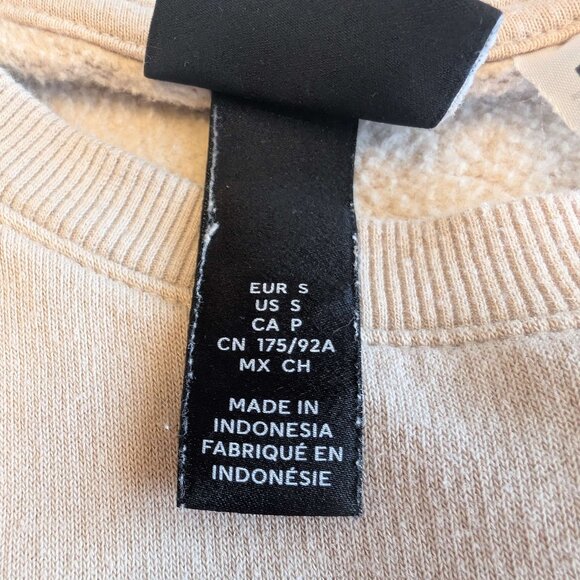 EUR S
US S
CA P
CN 175/92A
MX CH
MADE IN
INDONESIA
FABRIQUÉ EN
INDONÉSIE